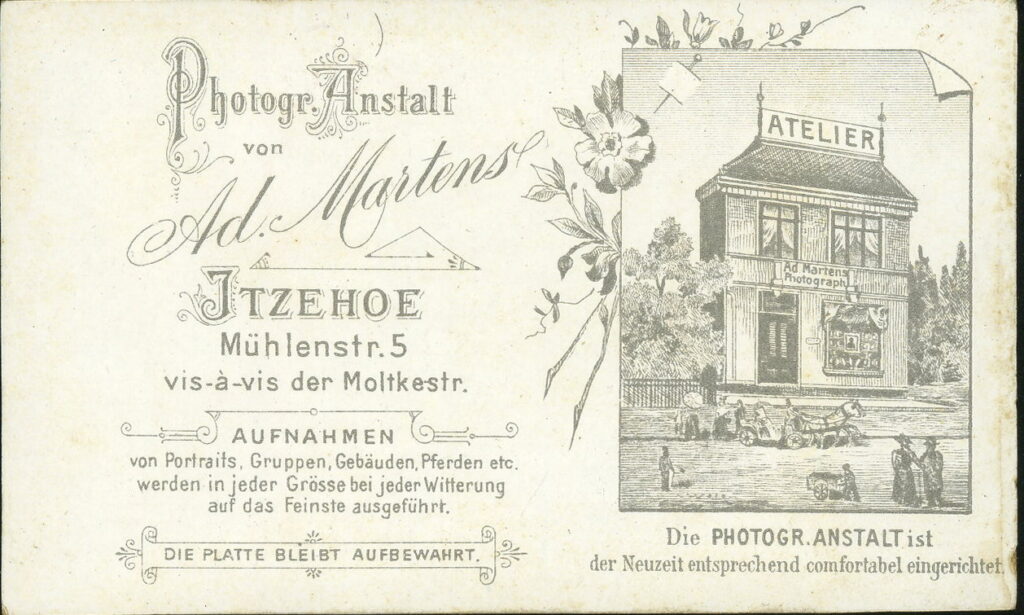 Photogr. Anstalt
von
Ad. Martens
ITZEHOE
Mühlenstr. 5
vis-à-vis der Moltkestr.
AUFNAHMEN
von Portraits, Gruppen, Gebäuden, Pferden etc.
werden in jeder Grösse bei jeder Witterung
auf das Feinste ausgeführt.
DIE PLATTE BLEIBT AUFBEWAHRT.
ATELIER
Ad Martens
Photograph
Die PHOTOGR. ANSTALT ist
der Neuzeit entsprechend comfortabel eingerichtet.